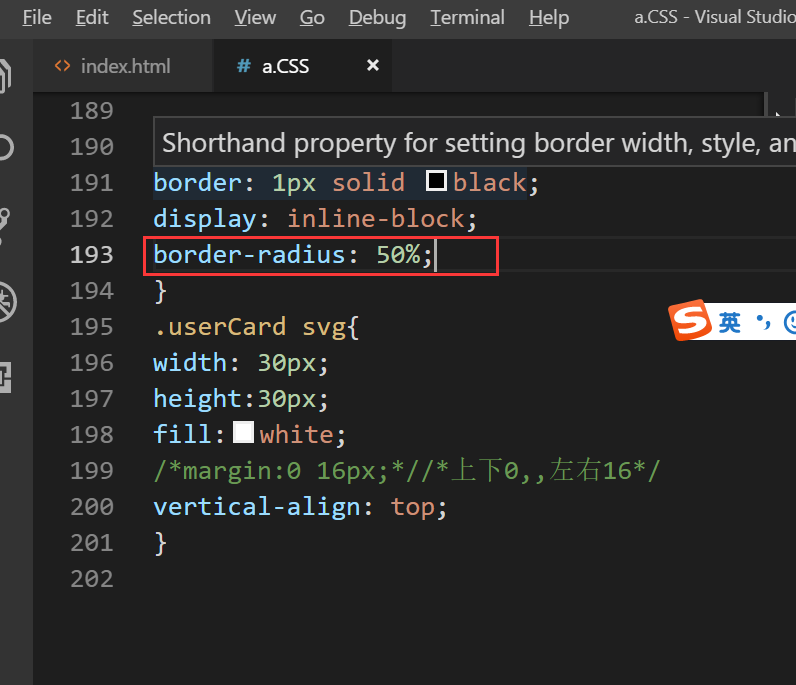 File Edit Selection View Go Debug Terminal Help a.CSS - Visual Studio
<> index.html # a.CSS ×
189
190 Shorthand property for setting border width, style, an
191 border: 1px solid black;
192 display: inline-block;
193 border-radius: 50%;
194 }
195 .userCard svg{
196 width: 30px;
197 height:30px;
198 fill: white;
199 /*margin:0 16px;*//*上下0,,左右16*/
200 vertical-align: top;
201 }
202
S 英